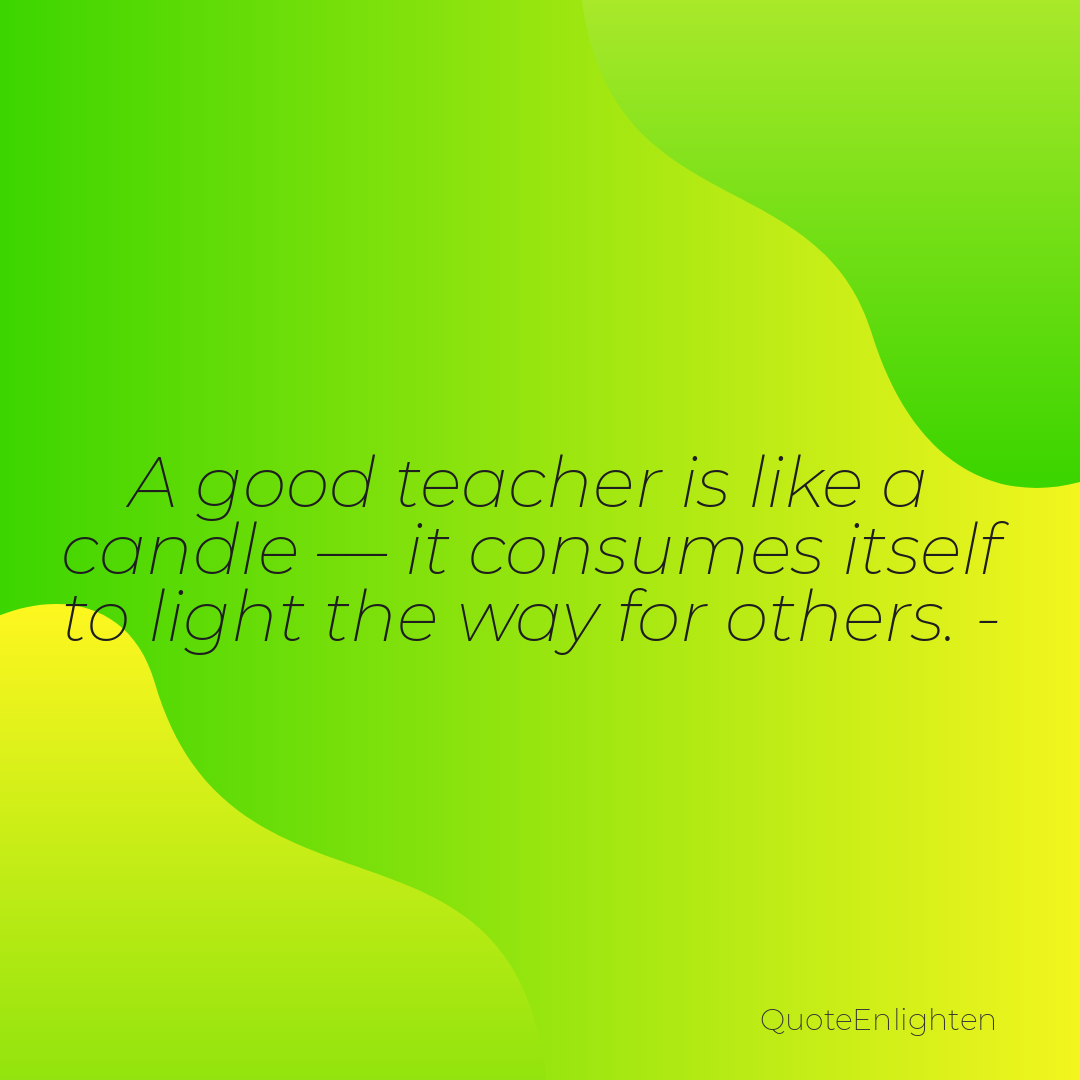 A good teacher is like a
candle — it consumes itself
to light the way for others. -
QuoteEnlighten